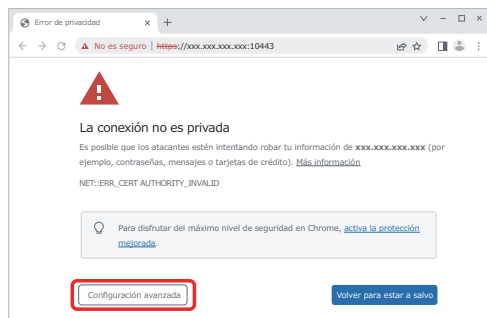 Error de privacidad
No es seguro | https://xxx.xxx.xxx.xxx:10443
La conexión no es privada
Es posible que los atacantes estén intentando robar tu información de xxx.xxx.xxx.xxx (por
ejemplo, contraseñas, mensajes o tarjetas de crédito). Más información
NET::ERR_CERT AUTHORITY_INVALID
Para disfrutar del máximo nivel de seguridad en Chrome, activa la protección
mejorada.
Configuración avanzada
Volver para estar a salvo